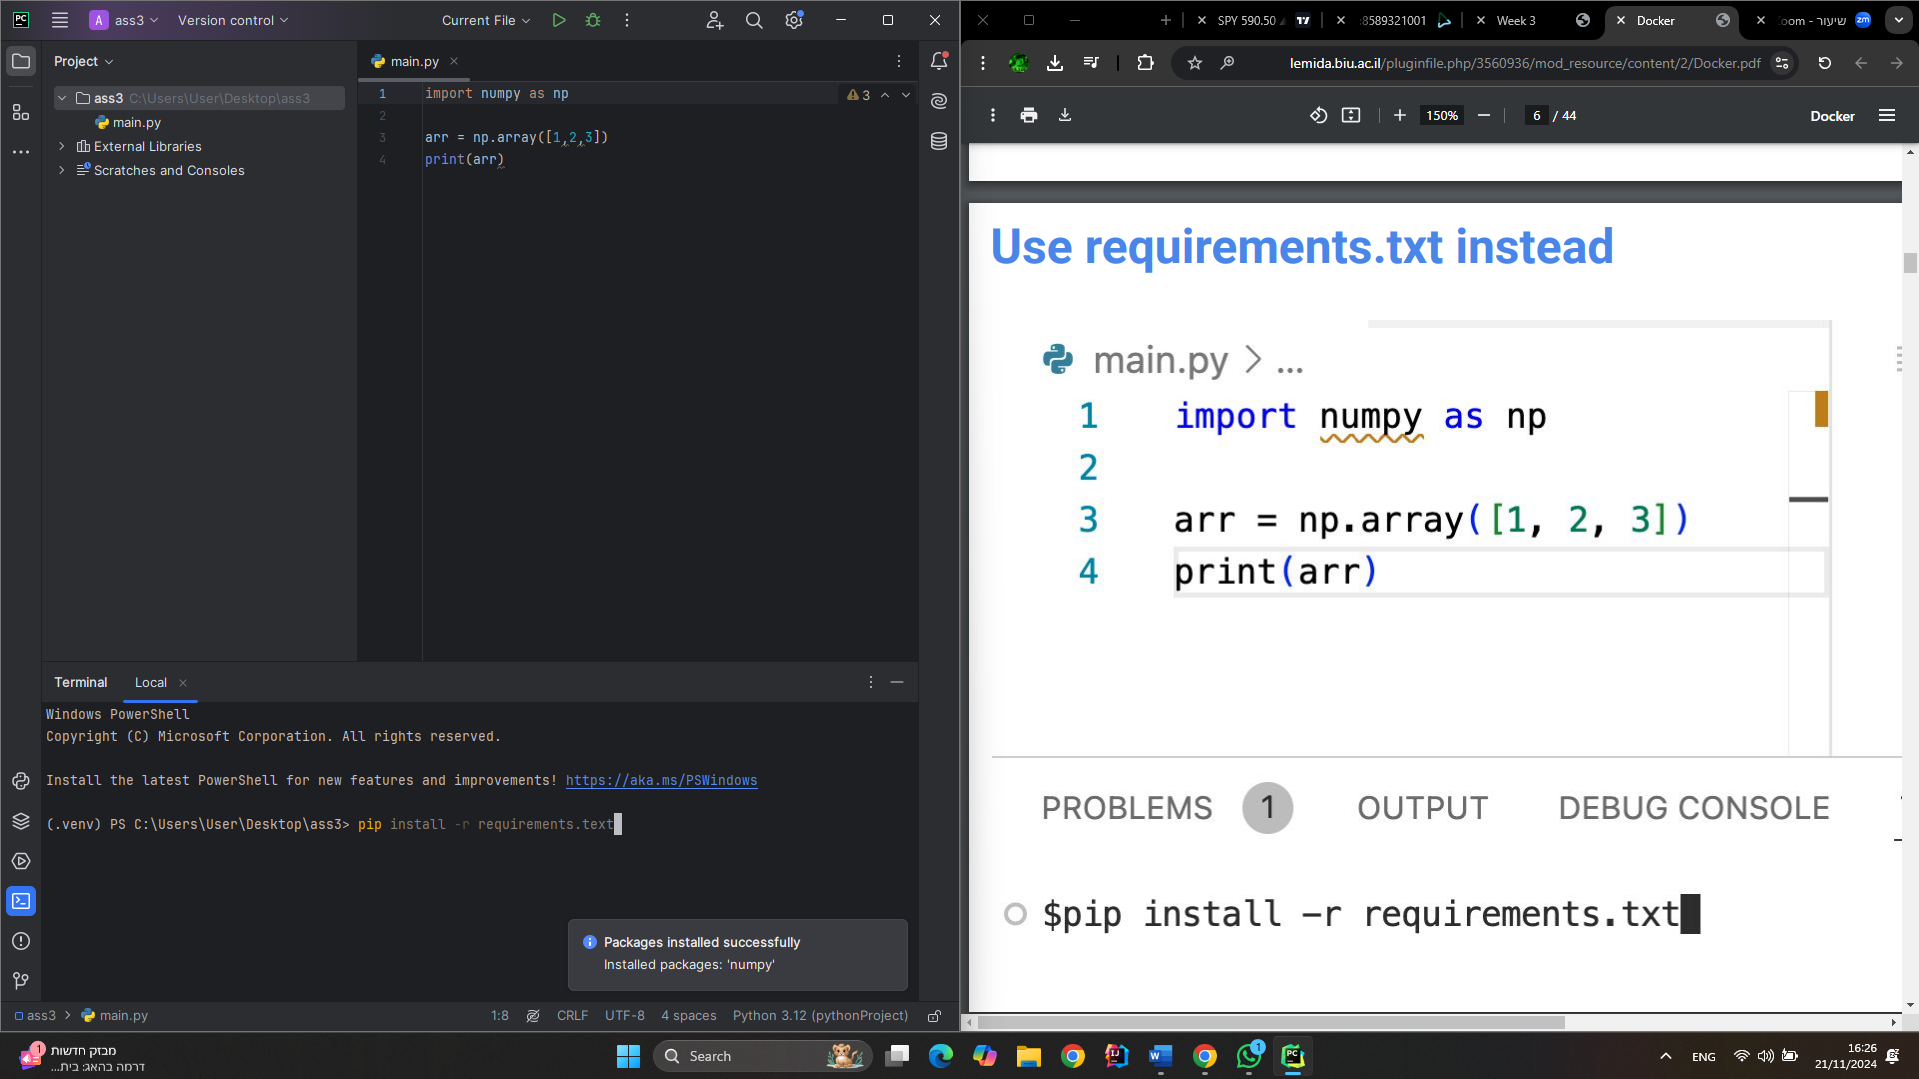 ass3
Version control
Current File
Project
main.py
ass3 C:\Users\User\Desktop\ass3
main.py
External Libraries
Scratches and Consoles
1 import numpy as np
2
3 arr = np.array([1,2,3])
4 print(arr)
3
Terminal
Local
Windows PowerShell
Copyright (C) Microsoft Corporation. All rights reserved.
Install the latest PowerShell for new features and improvements! https://aka.ms/PSWindows
(.venv) PS C:\Users\User\Desktop\ass3> pip install -r requirements.text
Packages installed successfully
Installed packages: 'numpy'
ass3 > main.py
1:8 CRLF UTF-8 4 spaces Python 3.12 (pythonProject)
SPY 590.50
:8589321001
Week 3
Docker
שיעור - Zoom
lemida.biu.ac.il/pluginfile.php/3560936/mod_resource/content/2/Docker.pdf
150%
6 / 44
Docker
Use requirements.txt instead
main.py > ...
1 import numpy as np
2
3 arr = np.array([1, 2, 3])
4 print(arr)
PROBLEMS 1 OUTPUT DEBUG CONSOLE
$pip install -r requirements.txt
1
מבזק חדשות
דרמה בהאג: בית...
Search
1
ENG
16:26
21/11/2024